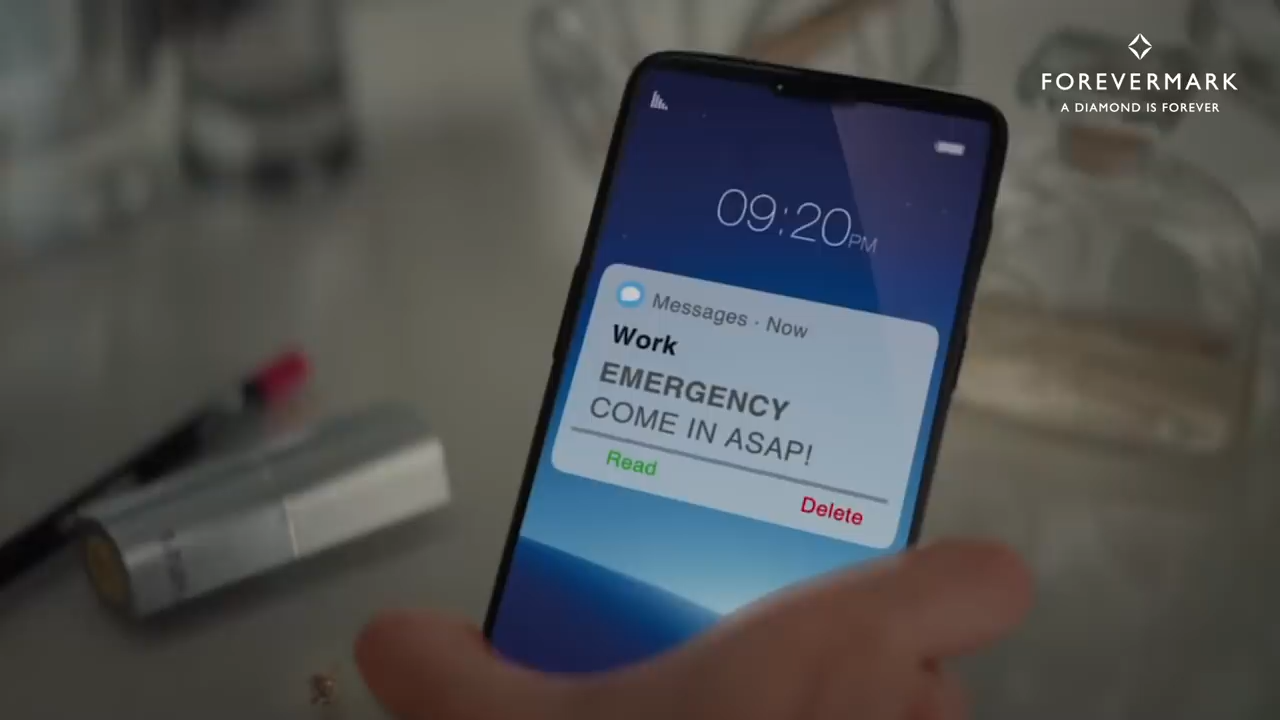 FOREVERMARK
A DIAMOND IS FOREVER
09:20PM
Messages · Now
Work
EMERGENCY
COME IN ASAP!
Read
Delete